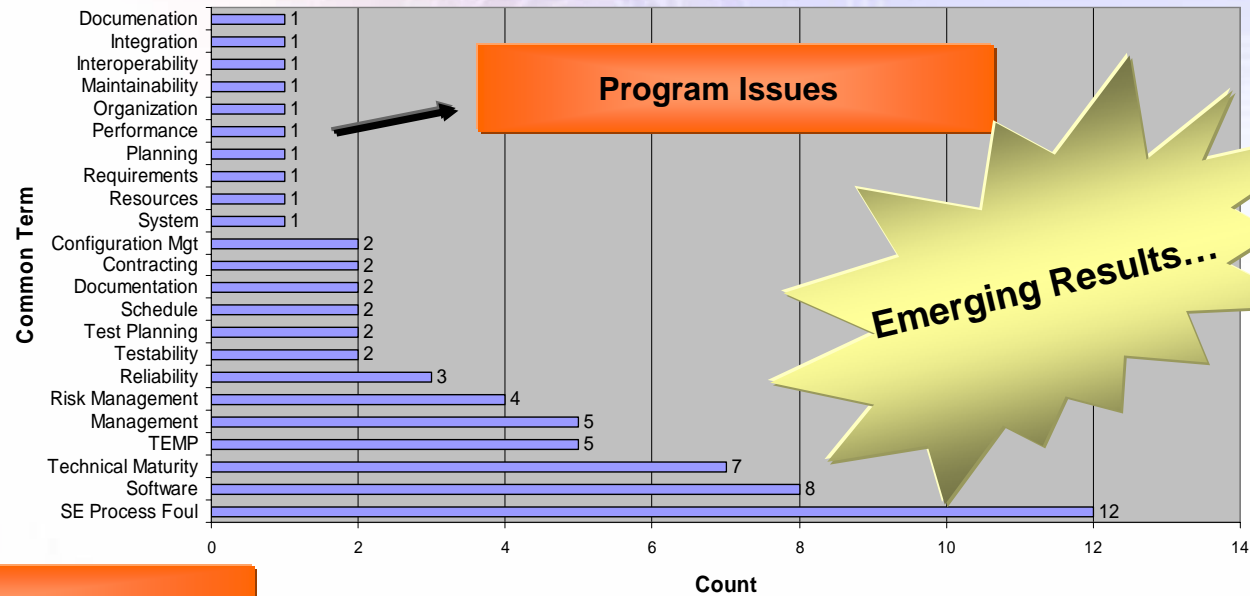 Documenation 1
Integration 1
Interoperability 1
Maintainability 1
Organization 1
Performance 1
Planning 1
Requirements 1
Resources 1
System 1
Configuration Mgt 2
Contracting 2
Documentation 2
Schedule 2
Test Planning 2
Testability 2
Reliability 3
Risk Management 4
Management 5
TEMP 5
Technical Maturity 7
Software 8
SE Process Foul 12
Common Term
Program Issues
Emerging Results...
0 2 4 6 8 10 12 14
Count